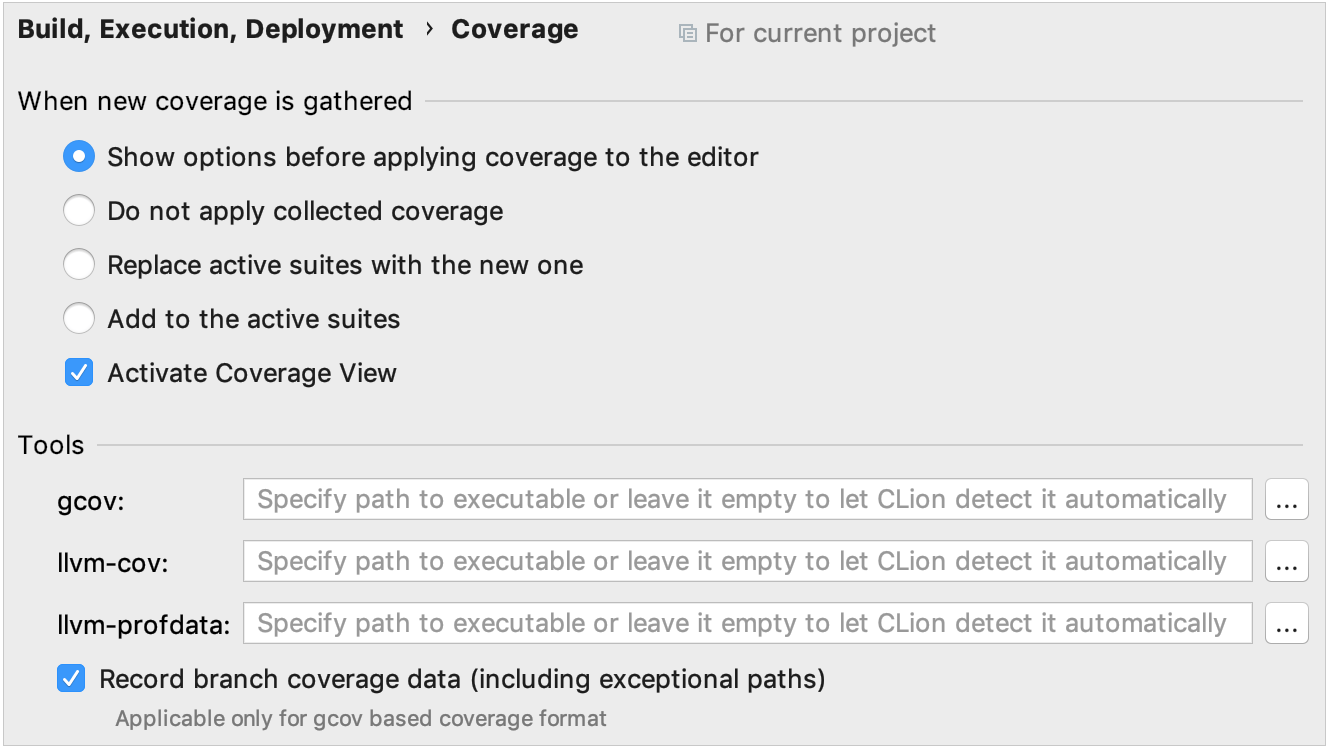 Build, Execution, Deployment › Coverage For current project
When new coverage is gathered
Show options before applying coverage to the editor
Do not apply collected coverage
Replace active suites with the new one
Add to the active suites
Activate Coverage View
Tools
gcov: Specify path to executable or leave it empty to let CLion detect it automatically ...
llvm-cov: Specify path to executable or leave it empty to let CLion detect it automatically ...
llvm-profdata: Specify path to executable or leave it empty to let CLion detect it automatically ...
Record branch coverage data (including exceptional paths)
Applicable only for gcov based coverage format